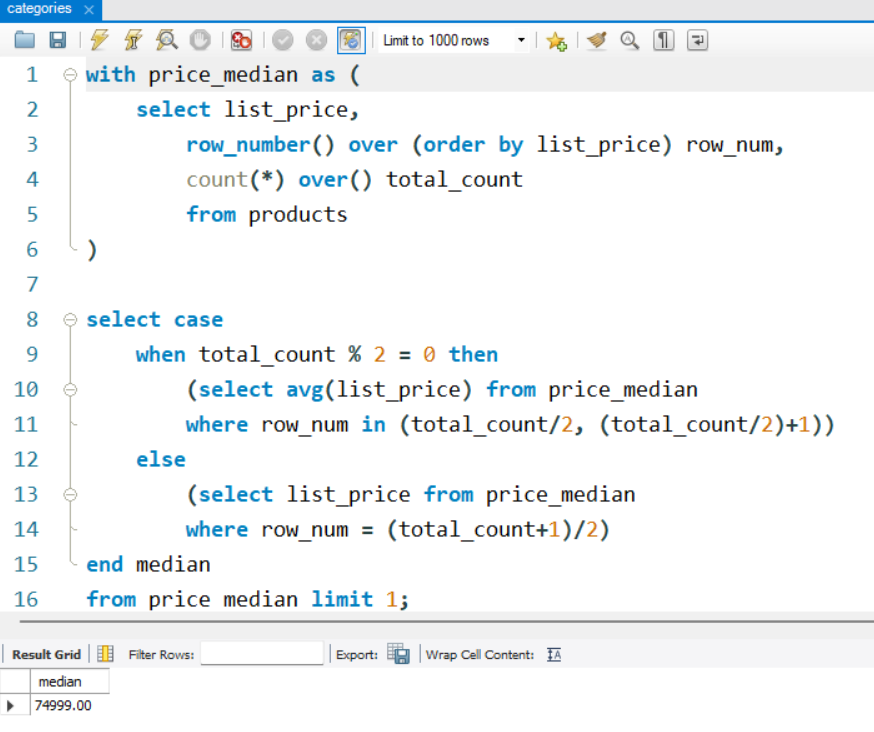 categories
Limit to 1000 rows
1 with price_median as (
2 select list_price,
3 row_number() over (order by list_price) row_num,
4 count(*) over() total_count
5 from products
6 )
7
8 select case
9 when total_count % 2 = 0 then
10 (select avg(list_price) from price_median
11 where row_num in (total_count/2, (total_count/2)+1))
12 else
13 (select list_price from price_median
14 where row_num = (total_count+1)/2)
15 end median
16 from price_median limit 1;
Result Grid Filter Rows: Export: Wrap Cell Content: IA
median
74999.00